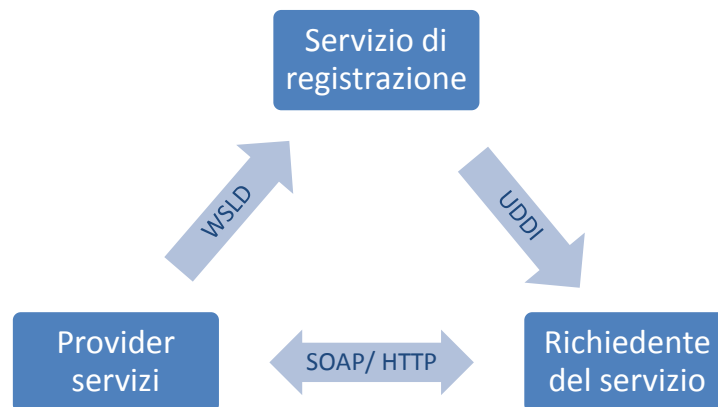 Servizio di
registrazione
WSLD
UDDI
Provider
servizi
SOAP/ HTTP
Richiedente
del servizio